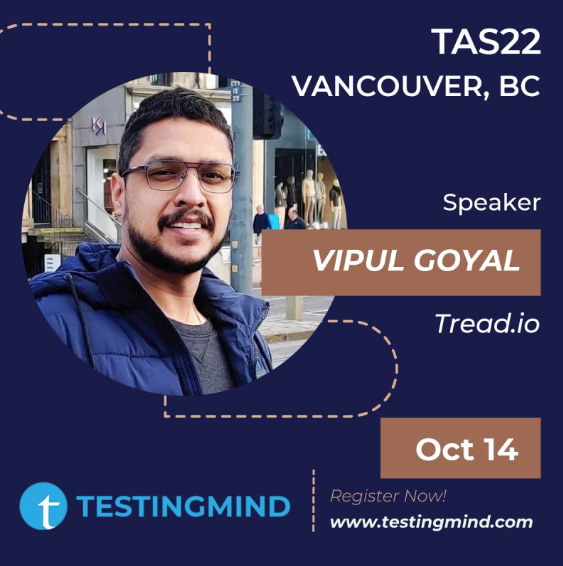 TAS22
VANCOUVER, BC
Speaker
VIPUL GOYAL
Tread.io
Oct 14
t TESTINGMIND
Register Now!
www.testingmind.com